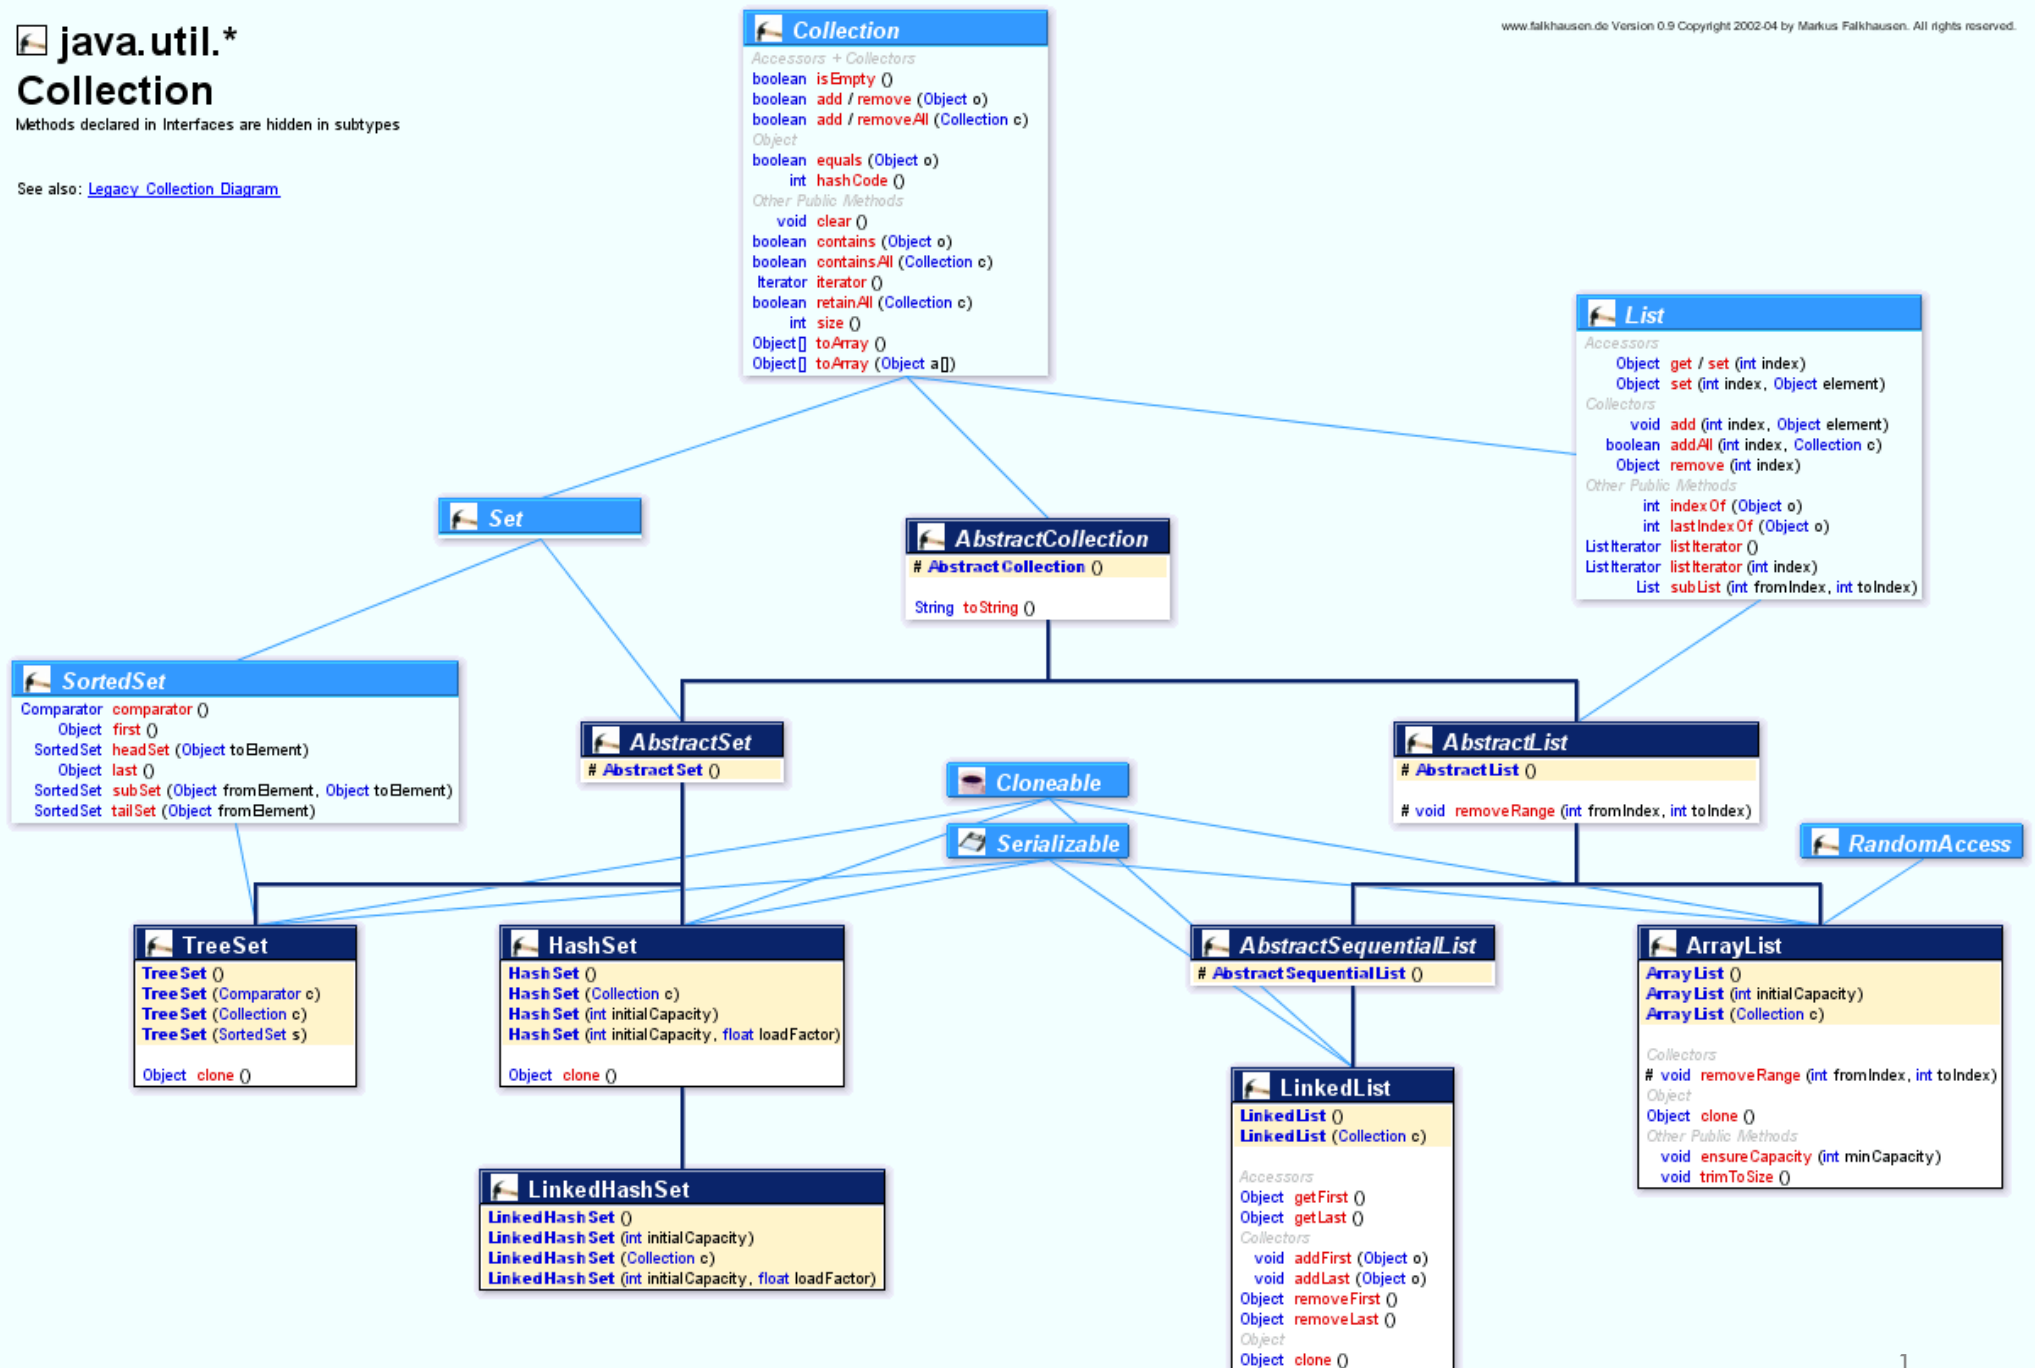 java.util.*
Collection
Methods declared in Interfaces are hidden in subtypes
See also: Legacy Collection Diagram
www.falkhausen.de Version 0.9 Copyright 2002-04 by Markus Falkhausen. All rights reserved.
Collection
Accessors + Collectors
boolean isEmpty ()
boolean add / remove (Object o)
boolean add / removeAll (Collection c)
Object
boolean equals (Object o)
int hashCode ()
Other Public Methods
void clear ()
boolean contains (Object o)
boolean containsAll (Collection c)
Iterator iterator ()
boolean retainAll (Collection c)
int size ()
Object[] toArray ()
Object[] toArray (Object a[])
List
Accessors
Object get / set (int index)
Object set (int index, Object element)
Collectors
void add (int index, Object element)
boolean addAll (int index, Collection c)
Object remove (int index)
Other Public Methods
int indexOf (Object o)
int lastIndexOf (Object o)
ListIterator listIterator ()
ListIterator listIterator (int index)
List subList (int fromIndex, int toIndex)
Set
AbstractCollection
# AbstractCollection ()
String toString ()
SortedSet
Comparator comparator ()
Object first ()
SortedSet headSet (Object toElement)
Object last ()
SortedSet subSet (Object fromElement, Object toElement)
SortedSet tailSet (Object fromElement)
AbstractSet
# AbstractSet ()
Cloneable
Serializable
AbstractList
# AbstractList ()
# void removeRange (int fromIndex, int toIndex)
RandomAccess
TreeSet
TreeSet ()
TreeSet (Comparator c)
TreeSet (Collection c)
TreeSet (SortedSet s)
Object clone ()
HashSet
HashSet ()
HashSet (Collection c)
HashSet (int initialCapacity)
HashSet (int initialCapacity, float loadFactor)
Object clone ()
AbstractSequentialList
# AbstractSequentialList ()
ArrayList
ArrayList ()
ArrayList (int initialCapacity)
ArrayList (Collection c)
Collectors
# void removeRange (int fromIndex, int toIndex)
Object
Object clone ()
Other Public Methods
void ensureCapacity (int minCapacity)
void trimToSize ()
LinkedHashSet
LinkedHashSet ()
LinkedHashSet (int initialCapacity)
LinkedHashSet (Collection c)
LinkedHashSet (int initialCapacity, float loadFactor)
LinkedList
LinkedList ()
LinkedList (Collection c)
Accessors
Object getFirst ()
Object getLast ()
Collectors
void addFirst (Object o)
void addLast (Object o)
Object removeFirst ()
Object removeLast ()
Object
Object clone ()
1